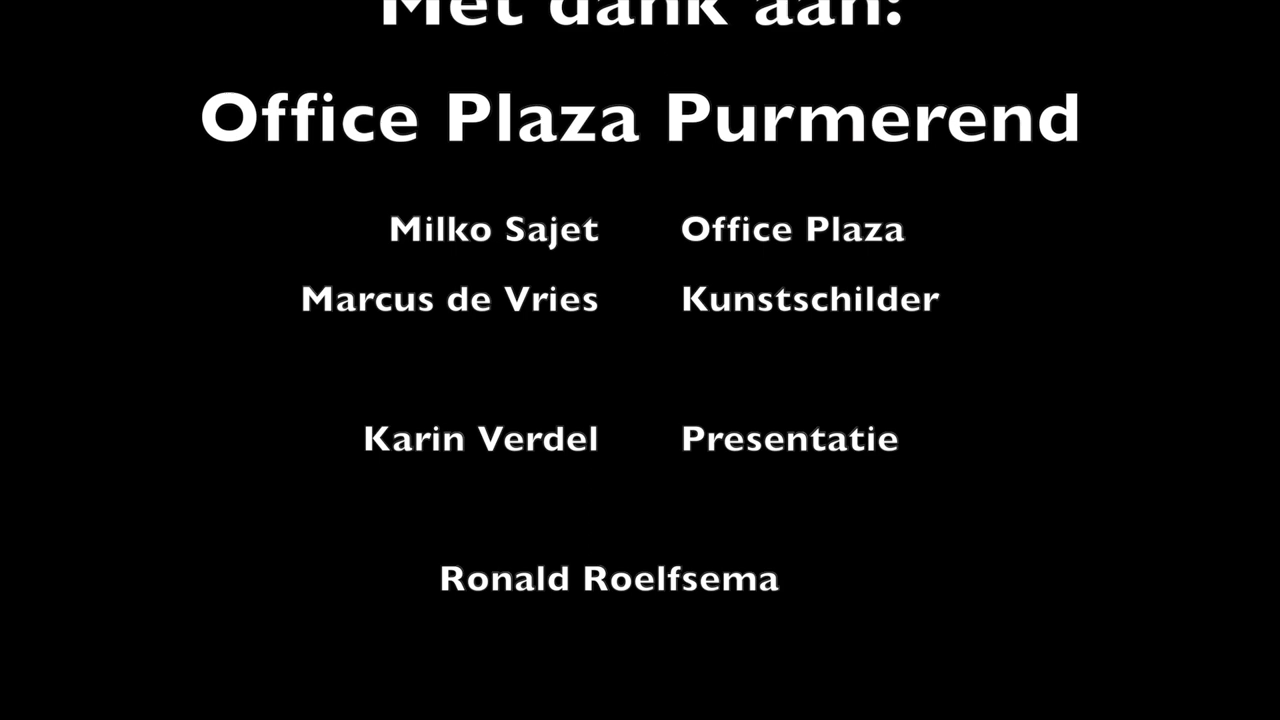 Met dank aan:
Office Plaza Purmerend
Milko Sajet Office Plaza
Marcus de Vries Kunstschilder
Karin Verdel Presentatie
Ronald Roelfsema